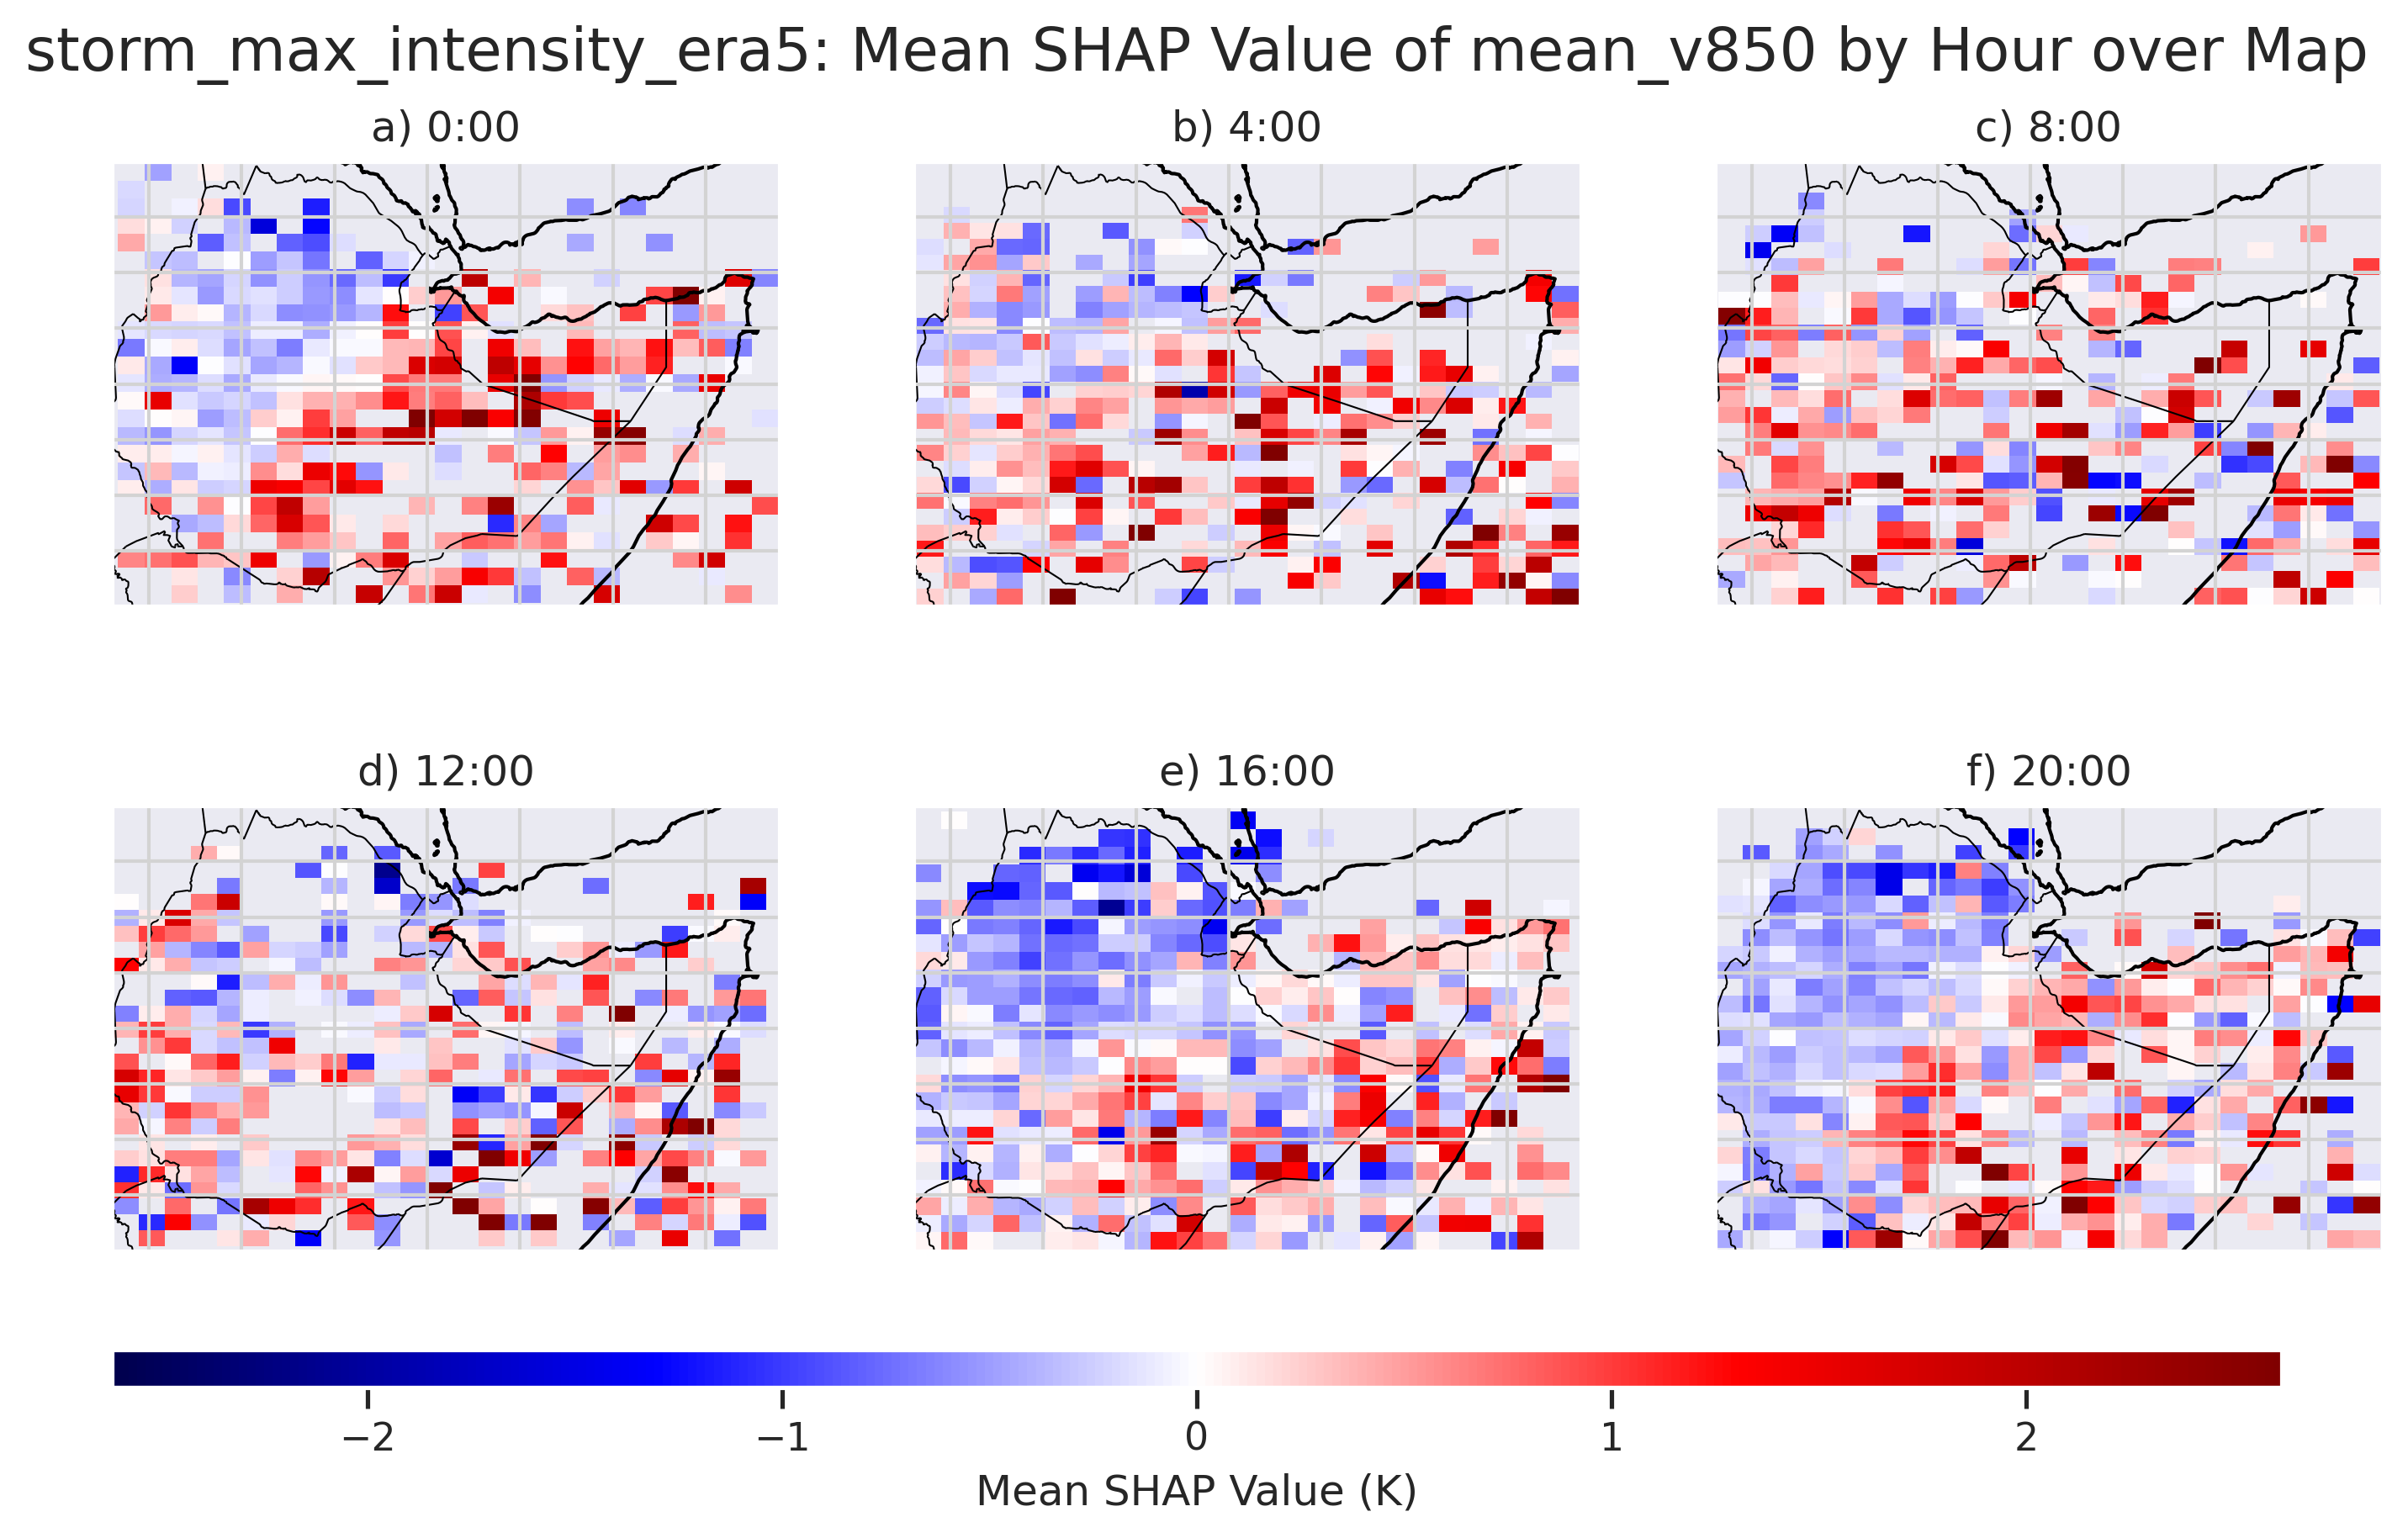 storm_max_intensity_era5: Mean SHAP Value of mean_v850 by Hour over Map
a) 0:00
b) 4:00
c) 8:00
d) 12:00
e) 16:00
f) 20:00
−2
−1
0
1
2
Mean SHAP Value (K)